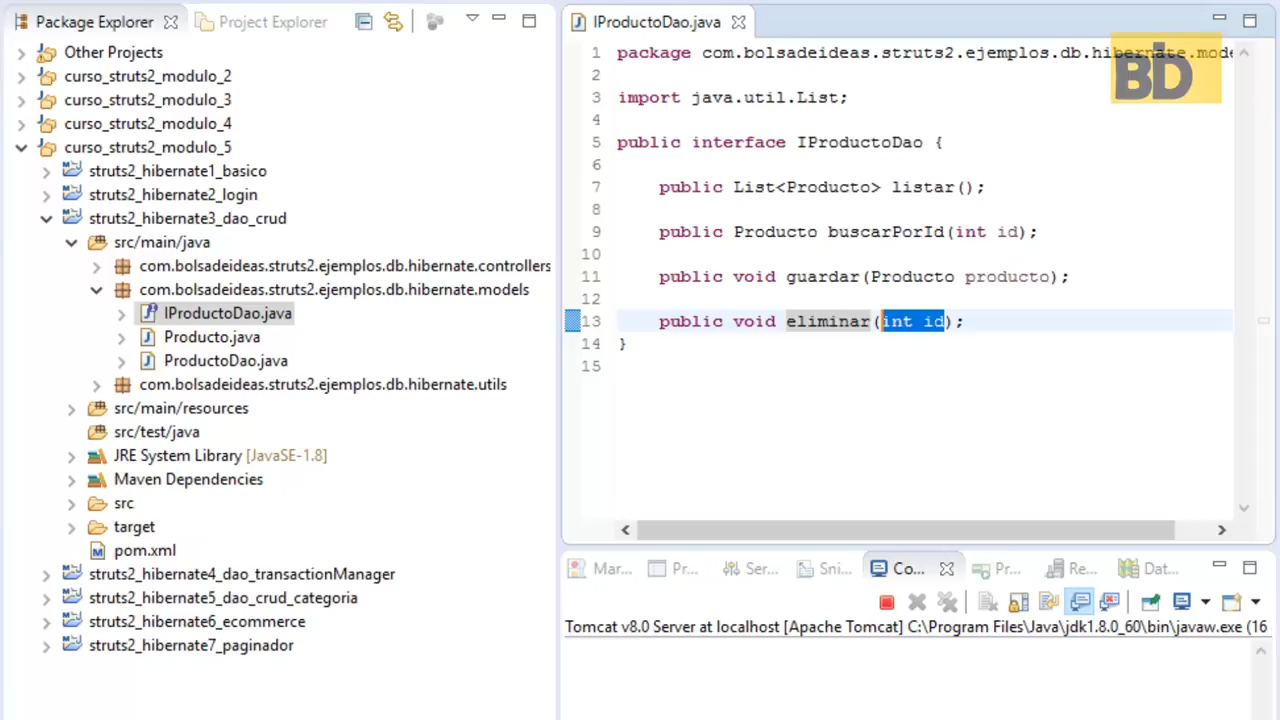 Package Explorer
Project Explorer
Other Projects
curso_struts2_modulo_2
curso_struts2_modulo_3
curso_struts2_modulo_4
curso_struts2_modulo_5
struts2_hibernate1_basico
struts2_hibernate2_login
struts2_hibernate3_dao_crud
src/main/java
com.bolsadeideas.struts2.ejemplos.db.hibernate.controllers
com.bolsadeideas.struts2.ejemplos.db.hibernate.models
IProductoDao.java
Producto.java
ProductoDao.java
com.bolsadeideas.struts2.ejemplos.db.hibernate.utils
src/main/resources
src/test/java
JRE System Library [JavaSE-1.8]
Maven Dependencies
src
target
pom.xml
struts2_hibernate4_dao_transactionManager
struts2_hibernate5_dao_crud_categoria
struts2_hibernate6_ecommerce
struts2_hibernate7_paginador
IProductoDao.java
1 package com.bolsadeideas.struts2.ejemplos.db.hibernate.mode
2
3 import java.util.List;
4
5 public interface IProductoDao {
6
7 public List<Producto> listar();
8
9 public Producto buscarPorId(int id);
10
11 public void guardar(Producto producto);
12
13 public void eliminar(int id);
14 }
15
BD
Mar... Pr... Ser... Sni... Co... Pr... Re... Dat...
Tomcat v8.0 Server at localhost [Apache Tomcat] C:\Program Files\Java\jdk1.8.0_60\bin\javaw.exe (16